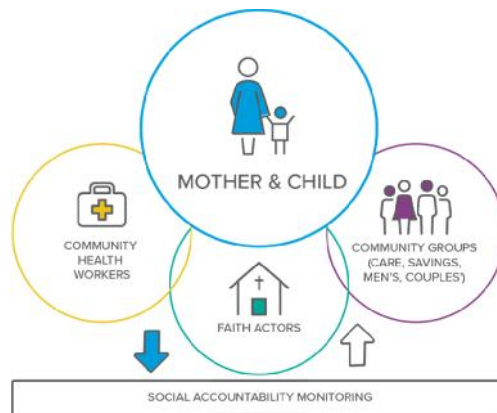 MOTHER & CHILD
COMMUNITY
HEALTH
WORKERS
FAITH ACTORS
COMMUNITY GROUPS
(CARE, SAVINGS,
MEN'S, COUPLES')
SOCIAL ACCOUNTABILITY MONITORING